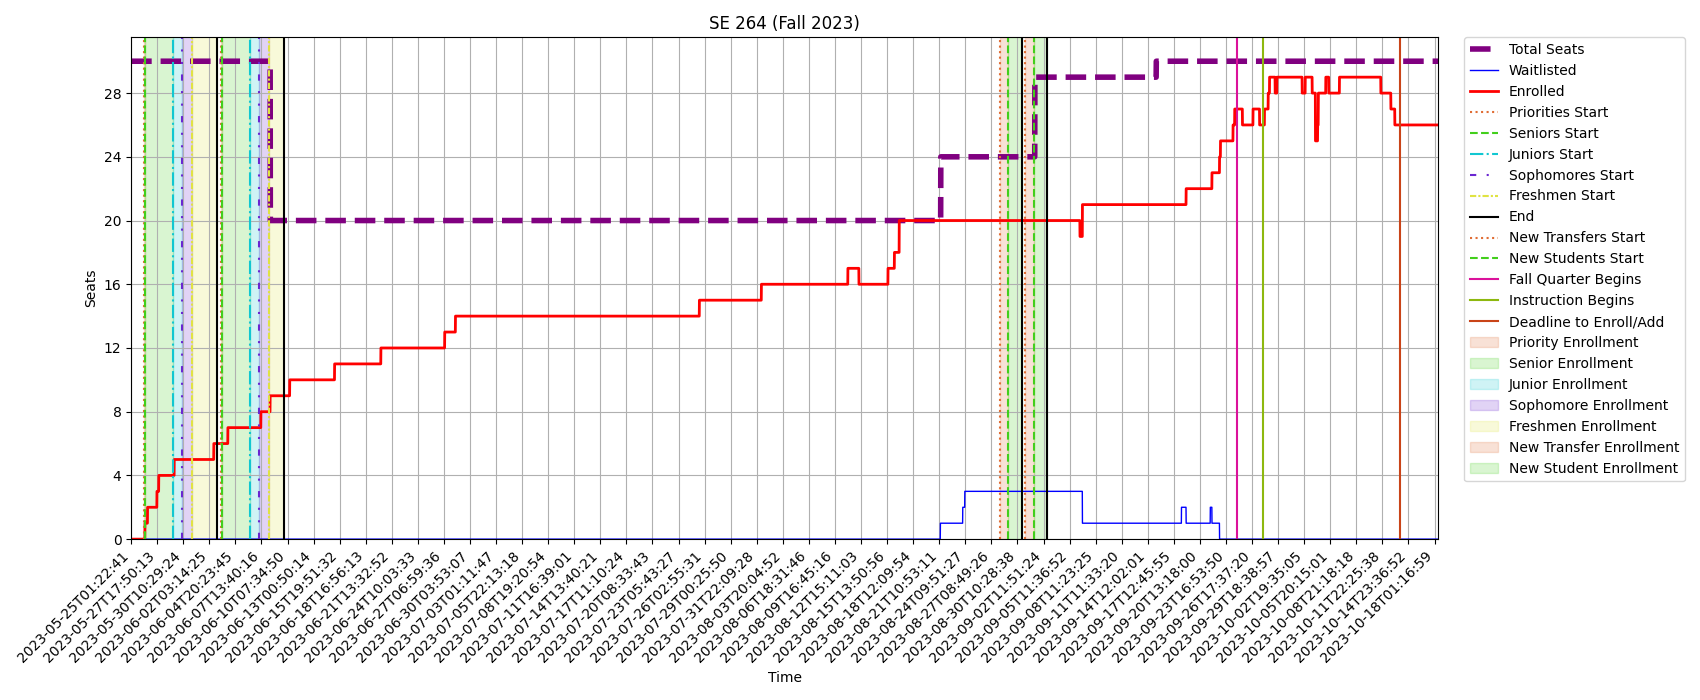 SE 264 (Fall 2023)
Seats
28
24
20
16
12
8
4
0
2023-05-25T01:22:41
2023-05-27T17:50:13
2023-05-30T10:29:24
2023-06-02T03:14:25
2023-06-04T20:23:45
2023-06-07T13:40:16
2023-06-10T07:34:50
2023-06-13T00:50:14
2023-06-15T19:51:32
2023-06-18T16:56:13
2023-06-21T13:32:52
2023-06-24T10:03:33
2023-06-27T06:59:36
2023-06-30T03:53:07
2023-07-03T01:11:47
2023-07-05T22:13:18
2023-07-08T19:20:54
2023-07-11T16:39:01
2023-07-14T13:40:21
2023-07-17T11:10:24
2023-07-20T08:33:43
2023-07-23T05:43:27
2023-07-26T02:55:31
2023-07-29T00:25:50
2023-07-31T22:09:28
2023-08-03T20:04:52
2023-08-06T18:31:46
2023-08-09T16:45:16
2023-08-12T15:11:03
2023-08-15T13:50:56
2023-08-18T12:09:54
2023-08-21T10:53:11
2023-08-24T09:51:27
2023-08-27T08:49:26
2023-08-30T10:28:38
2023-09-02T11:51:24
2023-09-05T11:36:52
2023-09-08T11:23:25
2023-09-11T11:33:20
2023-09-14T12:02:01
2023-09-17T12:45:55
2023-09-20T13:18:00
2023-09-23T16:53:50
2023-09-26T17:37:20
2023-09-29T18:38:57
2023-10-02T19:35:05
2023-10-05T20:15:01
2023-10-08T21:18:18
2023-10-11T22:25:38
2023-10-14T23:36:52
2023-10-18T01:16:59
Time
Total Seats
Waitlisted
Enrolled
Priorities Start
Seniors Start
Juniors Start
Sophomores Start
Freshmen Start
End
New Transfers Start
New Students Start
Fall Quarter Begins
Instruction Begins
Deadline to Enroll/Add
Priority Enrollment
Senior Enrollment
Junior Enrollment
Sophomore Enrollment
Freshmen Enrollment
New Transfer Enrollment
New Student Enrollment